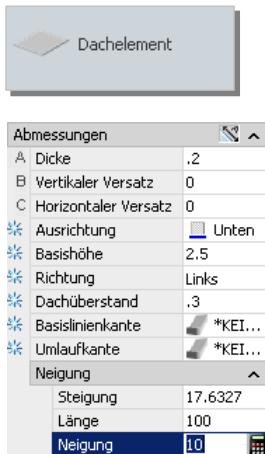 Dachelement
Abmessungen
A Dicke .2
B Vertikaler Versatz 0
C Horizontaler Versatz 0
Ausrichtung Unten
Basishöhe 2.5
Richtung Links
Dachüberstand .3
Basislinienkante *KEI...
Umlaufkante *KEI...
Neigung
Steigung 17.6327
Länge 100
Neigung 10